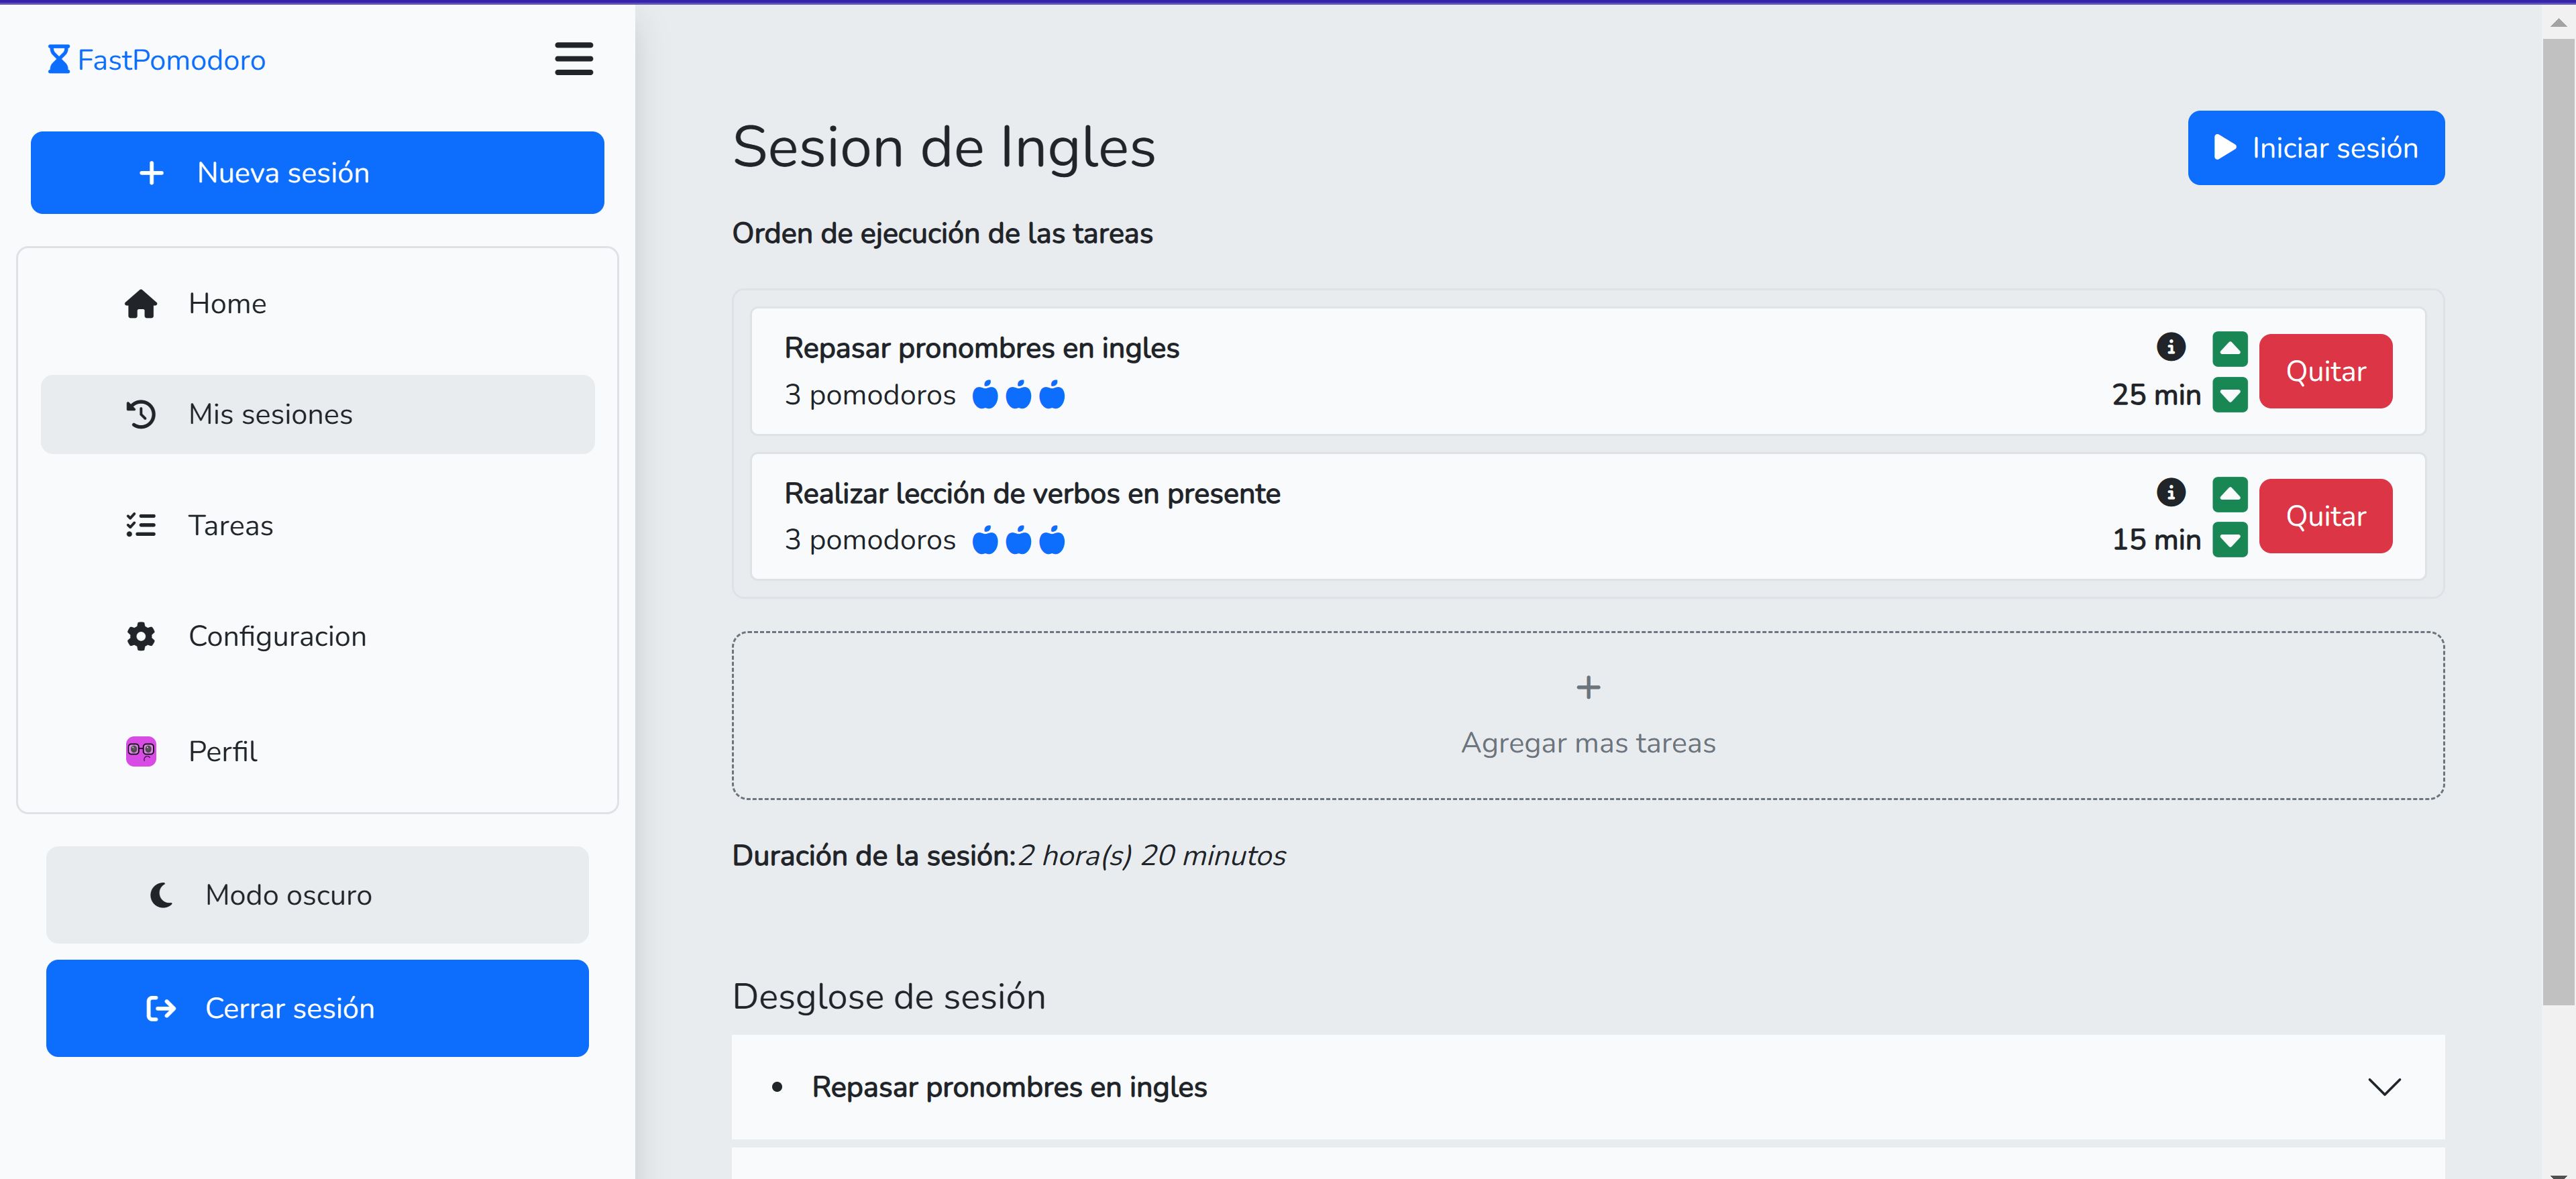 FastPomodoro
Nueva sesión
Home
Mis sesiones
Tareas
Configuracion
Perfil
Modo oscuro
Cerrar sesión
Sesion de Ingles
Iniciar sesión
Orden de ejecución de las tareas
Repasar pronombres en ingles
3 pomodoros
25 min
Quitar
Realizar lección de verbos en presente
3 pomodoros
15 min
Quitar
Agregar mas tareas
Duración de la sesión:2 hora(s) 20 minutos
Desglose de sesión
Repasar pronombres en ingles